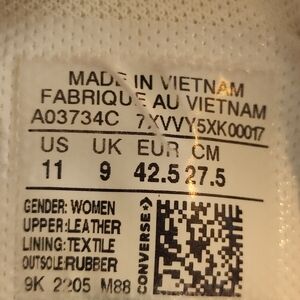 MADE IN VIETNAM
FABRIQUE AU VIETNAM
A03734C 7XVVY5XK00017
US UK EUR CM
11 9 42.5 27.5
GENDER: WOMEN
UPPER: LEATHER
LINING: TEXTILE
OUTSOLE: RUBBER
9K 2205 M88
CONVERSE